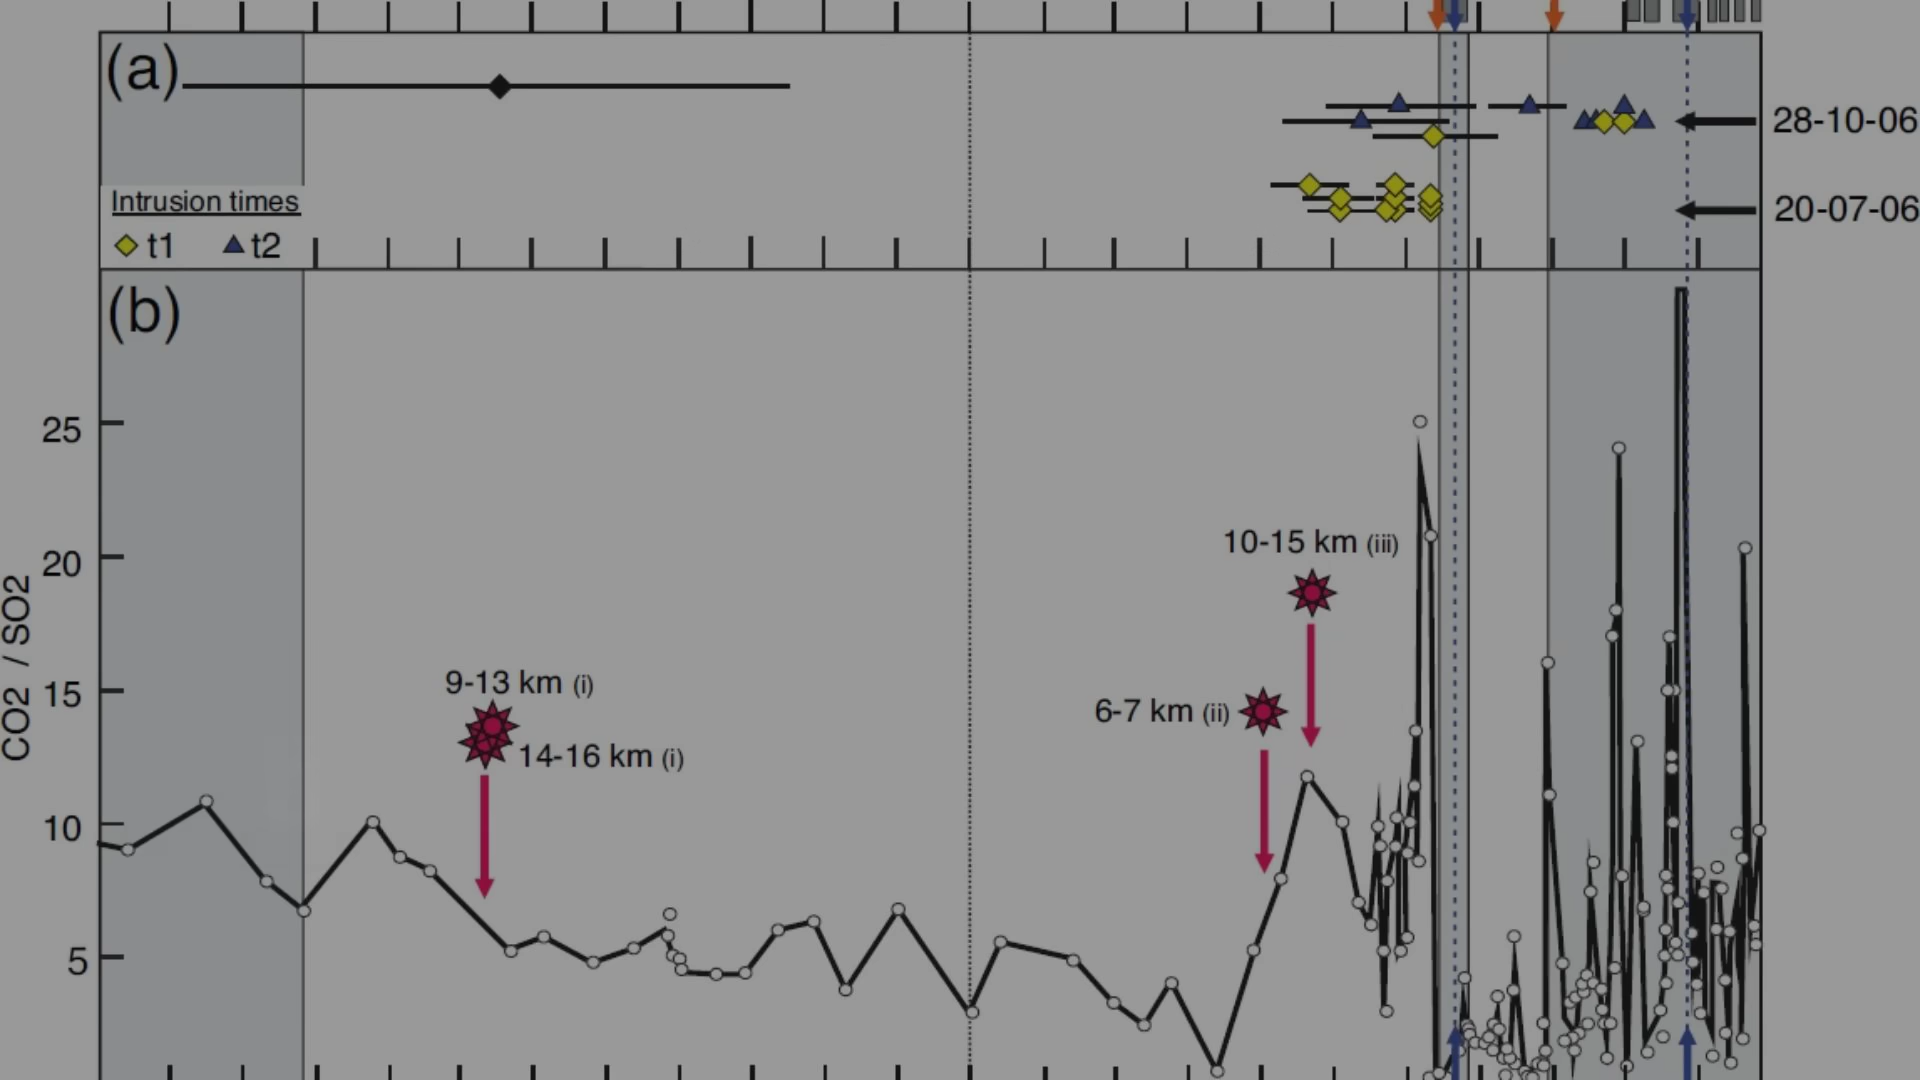 (a)
28-10-06
Intrusion times
20-07-06
t1 t2
(b)
25
20
15
10
5
CO2 / SO2
10-15 km (iii)
9-13 km (i)
6-7 km (ii)
14-16 km (i)